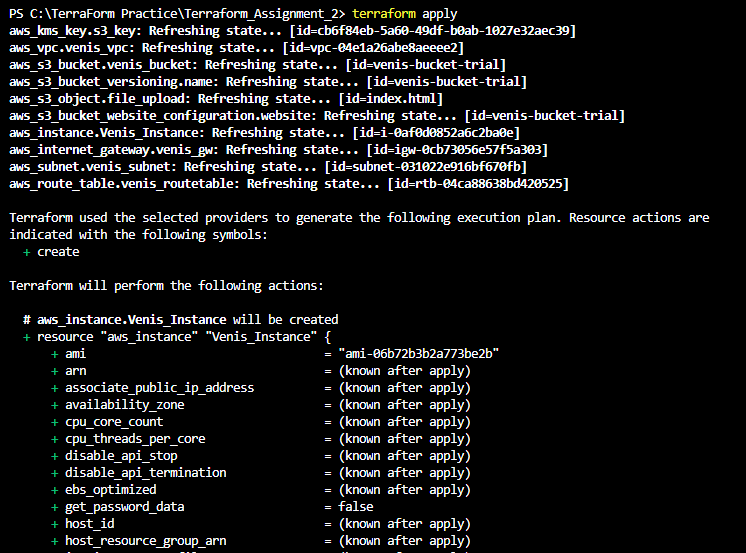 PS C:\TerraForm Practice\Terraform_Assignment_2> terraform apply
aws_kms_key.s3_key: Refreshing state... [id=cb6f84eb-5a60-49df-b0ab-1027e32aec39]
aws_vpc.venis_vpc: Refreshing state... [id=vpc-04e1a26abe8aeeee2]
aws_s3_bucket.venis_bucket: Refreshing state... [id=venis-bucket-trial]
aws_s3_bucket_versioning.name: Refreshing state... [id=venis-bucket-trial]
aws_s3_object.file_upload: Refreshing state... [id=index.html]
aws_s3_bucket_website_configuration.website: Refreshing state... [id=venis-bucket-trial]
aws_instance.Venis_Instance: Refreshing state... [id=i-0af0d0852a6c2ba0e]
aws_internet_gateway.venis_gw: Refreshing state... [id=igw-0cb73056e57f5a303]
aws_subnet.venis_subnet: Refreshing state... [id=subnet-031022e916bf670fb]
aws_route_table.venis_routetable: Refreshing state... [id=rtb-04ca88638bd420525]
Terraform used the selected providers to generate the following execution plan. Resource actions are
indicated with the following symbols:
+ create
Terraform will perform the following actions:
# aws_instance.Venis_Instance will be created
+ resource "aws_instance" "Venis_Instance" {
+ ami = "ami-06b72b3b2a773be2b"
+ arn = (known after apply)
+ associate_public_ip_address = (known after apply)
+ availability_zone = (known after apply)
+ cpu_core_count = (known after apply)
+ cpu_threads_per_core = (known after apply)
+ disable_api_stop = (known after apply)
+ disable_api_termination = (known after apply)
+ ebs_optimized = (known after apply)
+ get_password_data = false
+ host_id = (known after apply)
+ host_resource_group_arn = (known after apply)